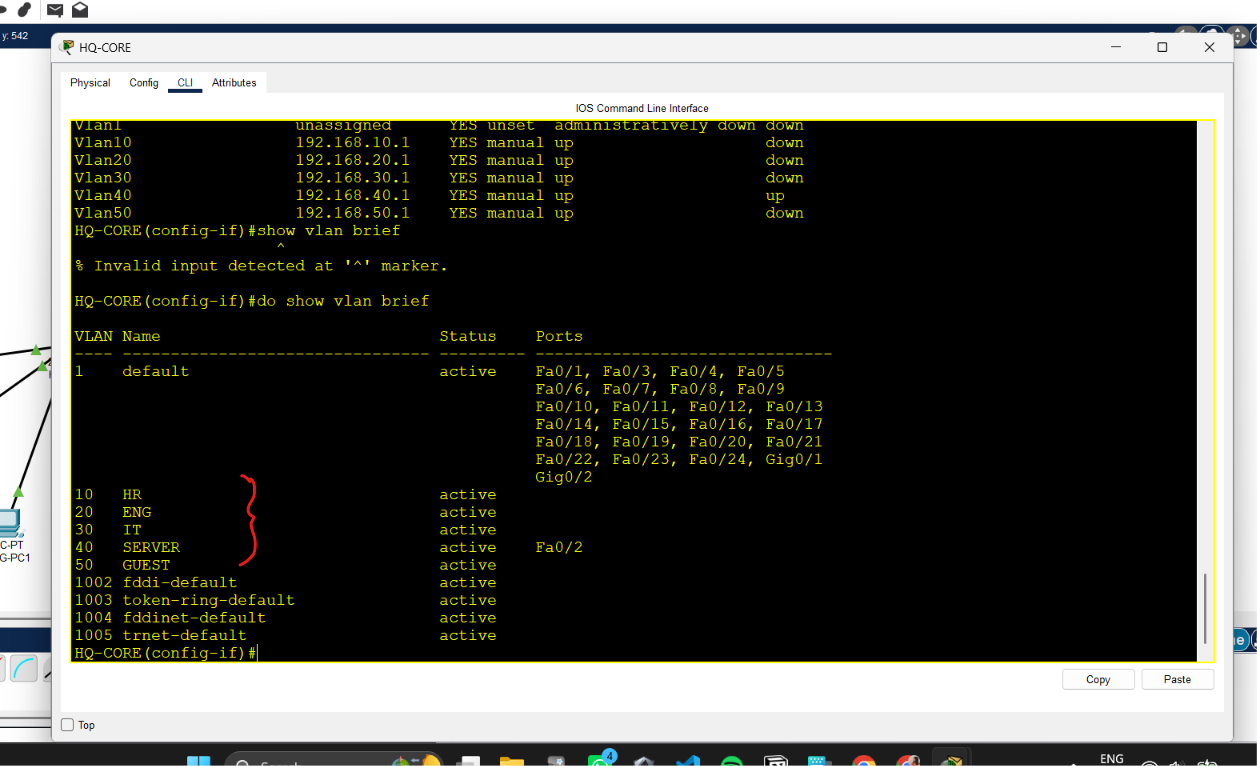 y: 542
HQ-CORE
Physical Config CLI Attributes
IOS Command Line Interface
Vlan1 unassigned YES unset administratively down down
Vlan10 192.168.10.1 YES manual up down
Vlan20 192.168.20.1 YES manual up down
Vlan30 192.168.30.1 YES manual up down
Vlan40 192.168.40.1 YES manual up up
Vlan50 192.168.50.1 YES manual up down
HQ-CORE(config-if)#show vlan brief
^
% Invalid input detected at '^' marker.
HQ-CORE(config-if)#do show vlan brief
VLAN Name Status Ports
---- -------------------------------- --------- -------------------------------
1 default active Fa0/1, Fa0/3, Fa0/4, Fa0/5
Fa0/6, Fa0/7, Fa0/8, Fa0/9
Fa0/10, Fa0/11, Fa0/12, Fa0/13
Fa0/14, Fa0/15, Fa0/16, Fa0/17
Fa0/18, Fa0/19, Fa0/20, Fa0/21
Fa0/22, Fa0/23, Fa0/24, Gig0/1
Gig0/2
10 HR active
20 ENG active
30 IT active
40 SERVER active Fa0/2
50 GUEST active
1002 fddi-default active
1003 token-ring-default active
1004 fddinet-default active
1005 trnet-default active
HQ-CORE(config-if)#
C-PT
G-PC1
Copy Paste
Top
4
ENG